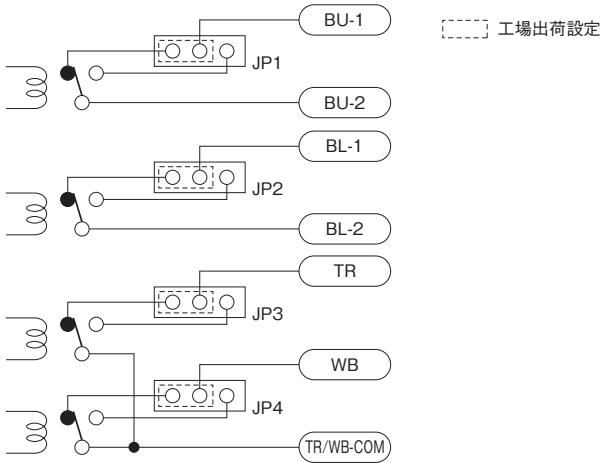 BU-1
工場出荷設定
JP1
BU-2
BL-1
JP2
BL-2
TR
JP3
WB
JP4
TR/WB-COM